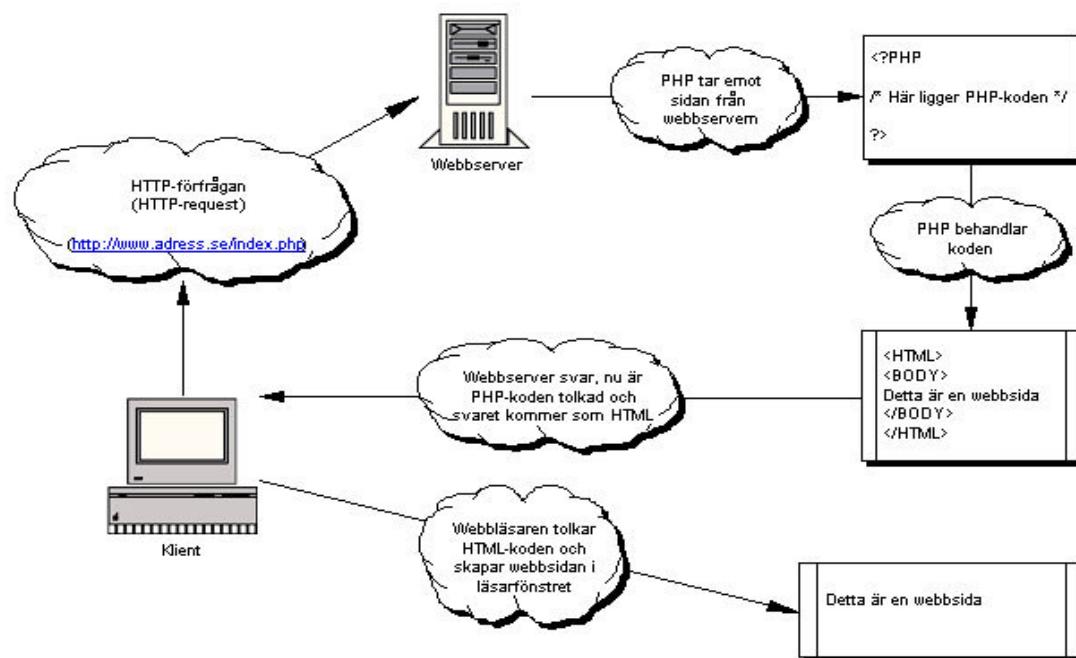 Webbserver
PHP tar emot
sidan från
webbservern
<?PHP
/* Här ligger PHP-koden */
?>
HTTP-förfrågan
(HTTP-request)
(http://www.adress.se/index.php)
PHP behandlar
koden
<HTML>
<BODY>
Detta är en webbsida
</BODY>
</HTML>
Webbserver svar, nu är
PHP-koden tolkad och
svaret kommer som HTML
Klient
Webbläsaren tolkar
HTML-koden och
skapar webbsidan i
läsarfönstret
Detta är en webbsida